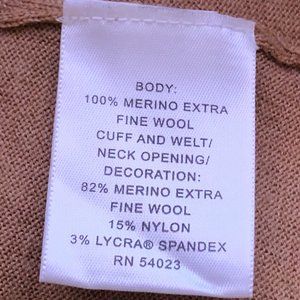 BODY:
100% MERINO EXTRA
FINE WOOL
CUFF AND WELT/
NECK OPENING/
DECORATION:
82% MERINO EXTRA
FINE WOOL
15% NYLON
3% LYCRA® SPANDEX
RN 54023